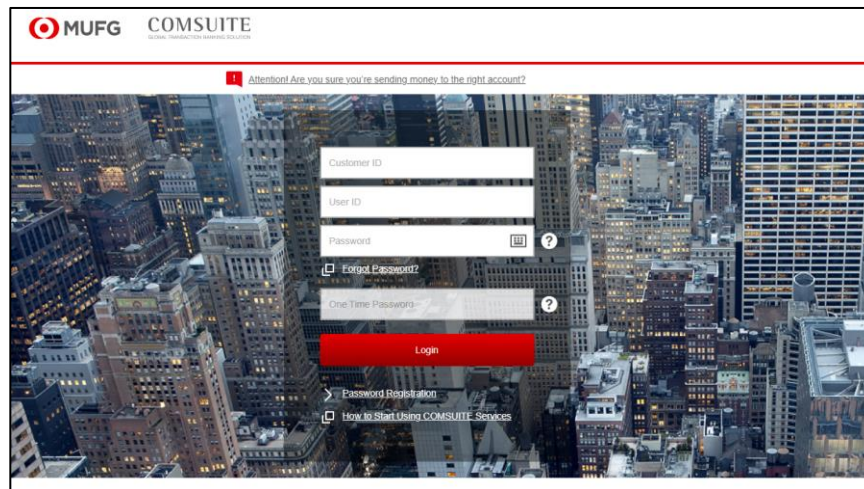 MUFG COMSUITE
GLOBAL TRANSACTION BANKING SOLUTION
! Attention! Are you sure you're sending money to the right account?
Customer ID
User ID
Password ?
Forgot Password?
One Time Password ?
Login
Password Registration
How to Start Using COMSUITE Services